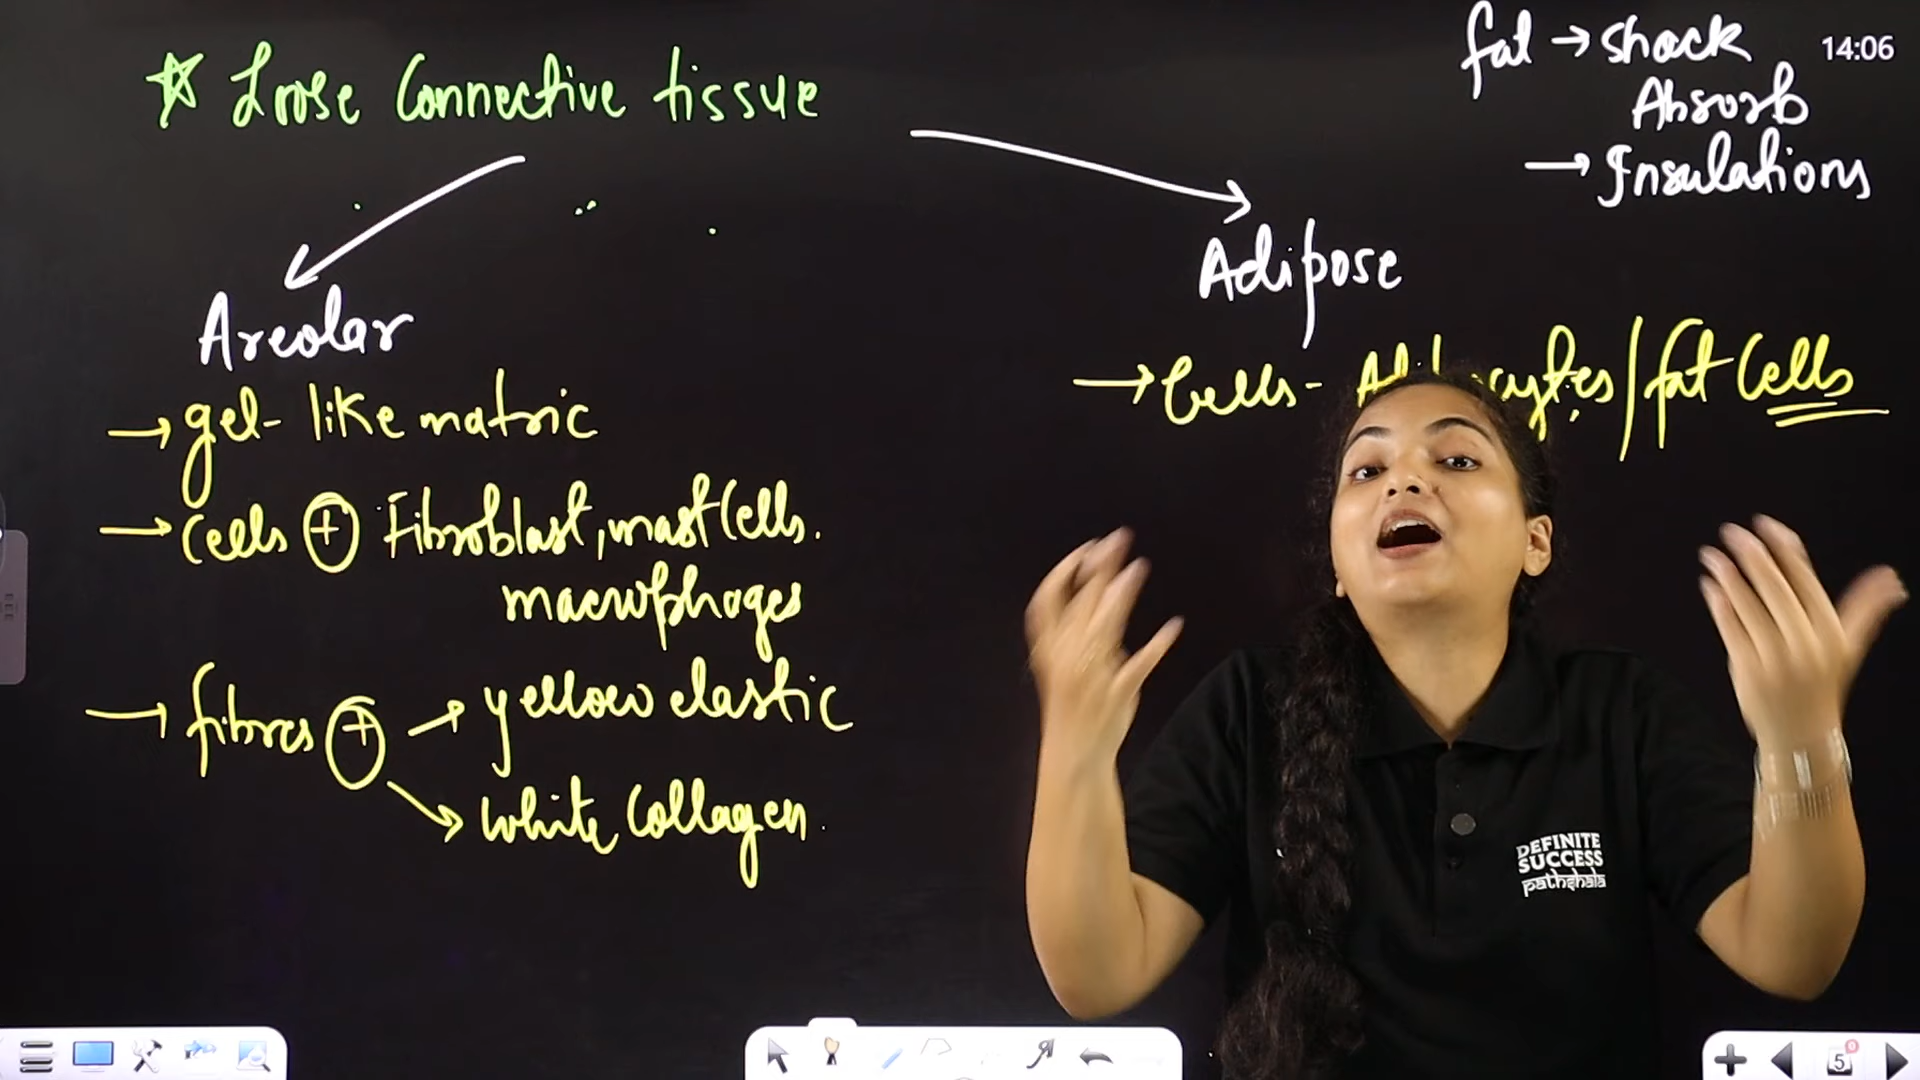 ☆ Loose Connective tissue
fat → shock
Absorb
→ Insulations
14:06
Areolar
Adipose
→ gel-like matric
→ Cells ⊕ Fibroblast, mast Cells.
macrophages
→ fibres ⊕ → yellow elastic
→ white Collagen.
→ Cells - / fat Cells
DEFINITE
SUCCESS
pathshala
5